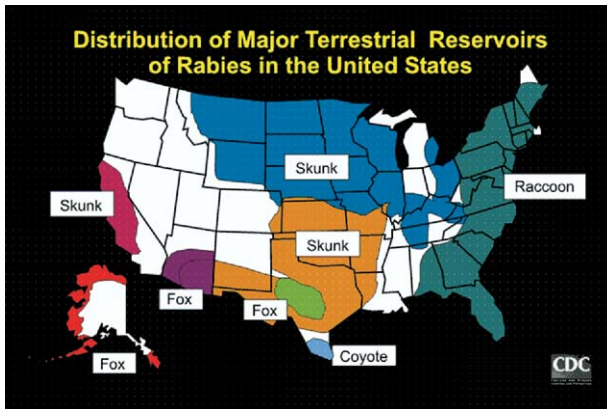 Distribution of Major Terrestrial Reservoirs
of Rabies in the United States
Skunk
Raccoon
Skunk
Skunk
Fox
Fox
Coyote
Fox
CDC